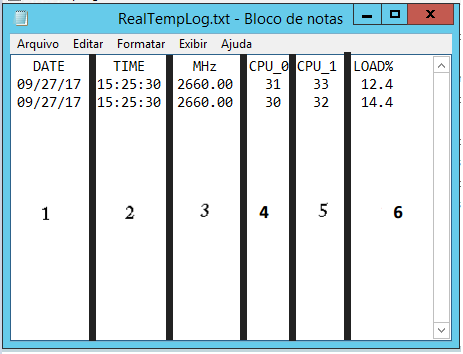 RealTempLog.txt - Bloco de notas
Arquivo Editar Formatar Exibir Ajuda
DATE TIME MHz CPU_0 CPU_1 LOAD%
09/27/17 15:25:30 2660.00 31 33 12.4
09/27/17 15:25:30 2660.00 30 32 14.4
1 2 3 4 5 6